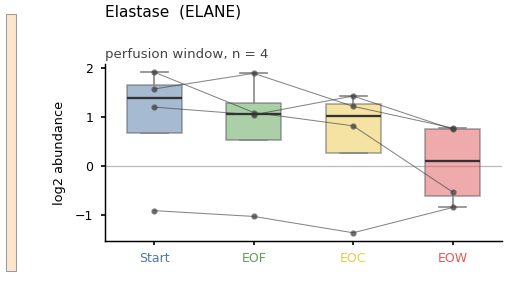 Elastase  (ELANE)
perfusion window, n = 4
log2 abundance
2
1
0
−1
Start
EOF
EOC
EOW